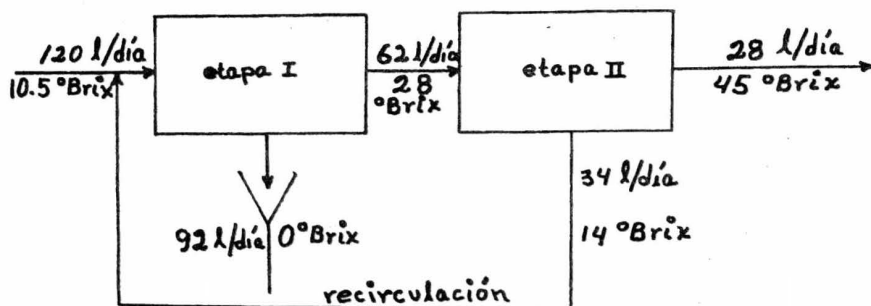 120 l/día
10.5 °Brix
etapa I
62 l/día
28
°Brix
etapa II
28 l/día
45 °Brix
92 l/día 0°Brix
34 l/día
14 °Brix
recirculación